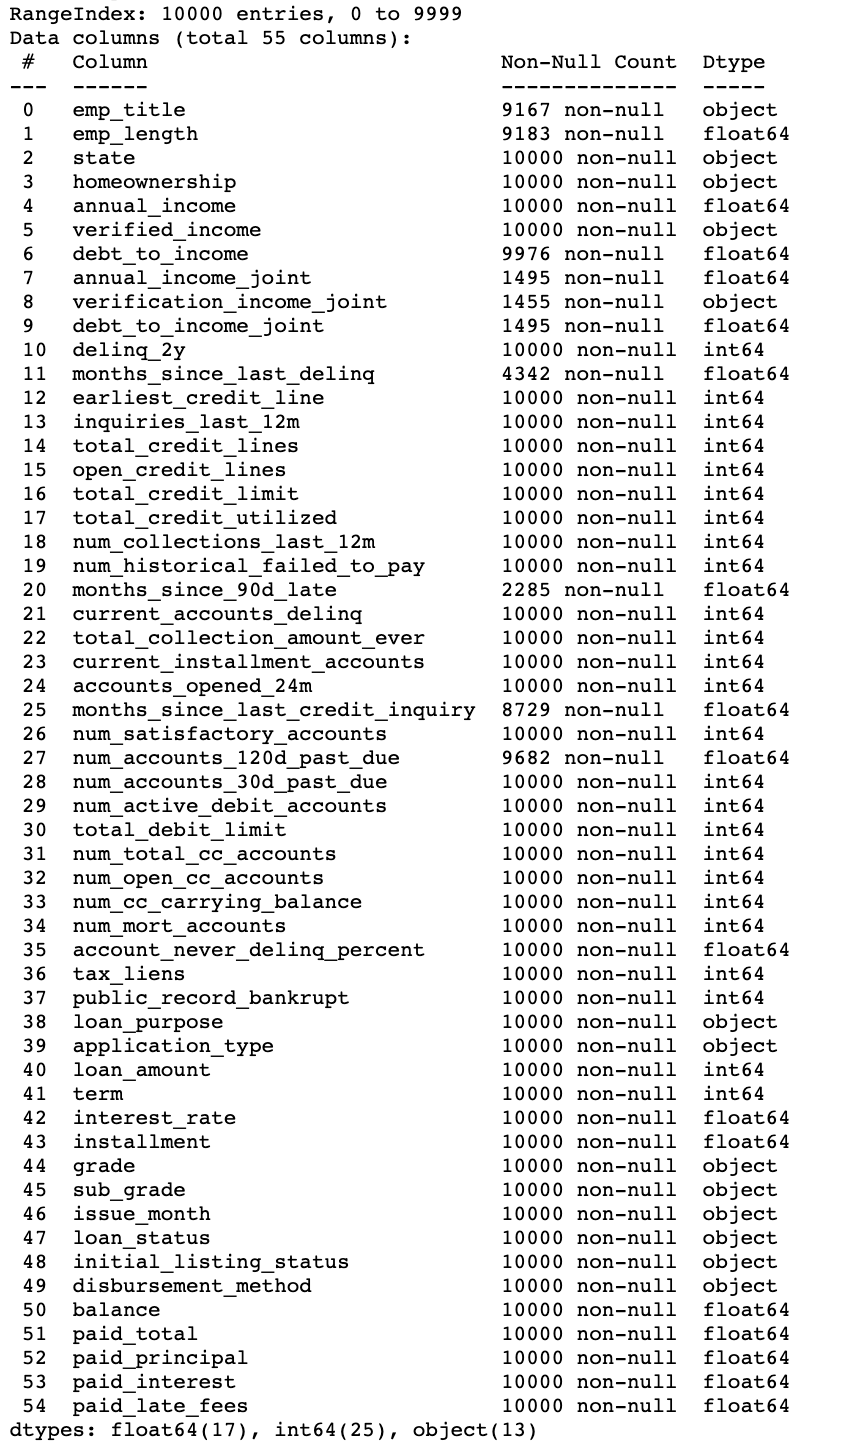 RangeIndex: 10000 entries, 0 to 9999
Data columns (total 55 columns):
 #   Column                            Non-Null Count  Dtype
---  ------                            --------------  -----
 0   emp_title                         9167 non-null   object
 1   emp_length                        9183 non-null   float64
 2   state                             10000 non-null  object
 3   homeownership                     10000 non-null  object
 4   annual_income                     10000 non-null  float64
 5   verified_income                   10000 non-null  object
 6   debt_to_income                    9976 non-null   float64
 7   annual_income_joint               1495 non-null   float64
 8   verification_income_joint         1455 non-null   object
 9   debt_to_income_joint              1495 non-null   float64
 10  delinq_2y                         10000 non-null  int64
 11  months_since_last_delinq          4342 non-null   float64
 12  earliest_credit_line              10000 non-null  int64
 13  inquiries_last_12m                10000 non-null  int64
 14  total_credit_lines                10000 non-null  int64
 15  open_credit_lines                 10000 non-null  int64
 16  total_credit_limit                10000 non-null  int64
 17  total_credit_utilized             10000 non-null  int64
 18  num_collections_last_12m          10000 non-null  int64
 19  num_historical_failed_to_pay      10000 non-null  int64
 20  months_since_90d_late             2285 non-null   float64
 21  current_accounts_delinq           10000 non-null  int64
 22  total_collection_amount_ever      10000 non-null  int64
 23  current_installment_accounts      10000 non-null  int64
 24  accounts_opened_24m               10000 non-null  int64
 25  months_since_last_credit_inquiry  8729 non-null   float64
 26  num_satisfactory_accounts         10000 non-null  int64
 27  num_accounts_120d_past_due        9682 non-null   float64
 28  num_accounts_30d_past_due         10000 non-null  int64
 29  num_active_debit_accounts         10000 non-null  int64
 30  total_debit_limit                 10000 non-null  int64
 31  num_total_cc_accounts             10000 non-null  int64
 32  num_open_cc_accounts              10000 non-null  int64
 33  num_cc_carrying_balance           10000 non-null  int64
 34  num_mort_accounts                 10000 non-null  int64
 35  account_never_delinq_percent      10000 non-null  float64
 36  tax_liens                         10000 non-null  int64
 37  public_record_bankrupt            10000 non-null  int64
 38  loan_purpose                      10000 non-null  object
 39  application_type                  10000 non-null  object
 40  loan_amount                       10000 non-null  int64
 41  term                              10000 non-null  int64
 42  interest_rate                     10000 non-null  float64
 43  installment                       10000 non-null  float64
 44  grade                             10000 non-null  object
 45  sub_grade                         10000 non-null  object
 46  issue_month                       10000 non-null  object
 47  loan_status                       10000 non-null  object
 48  initial_listing_status            10000 non-null  object
 49  disbursement_method               10000 non-null  object
 50  balance                           10000 non-null  float64
 51  paid_total                        10000 non-null  float64
 52  paid_principal                    10000 non-null  float64
 53  paid_interest                     10000 non-null  float64
 54  paid_late_fees                    10000 non-null  float64
dtypes: float64(17), int64(25), object(13)